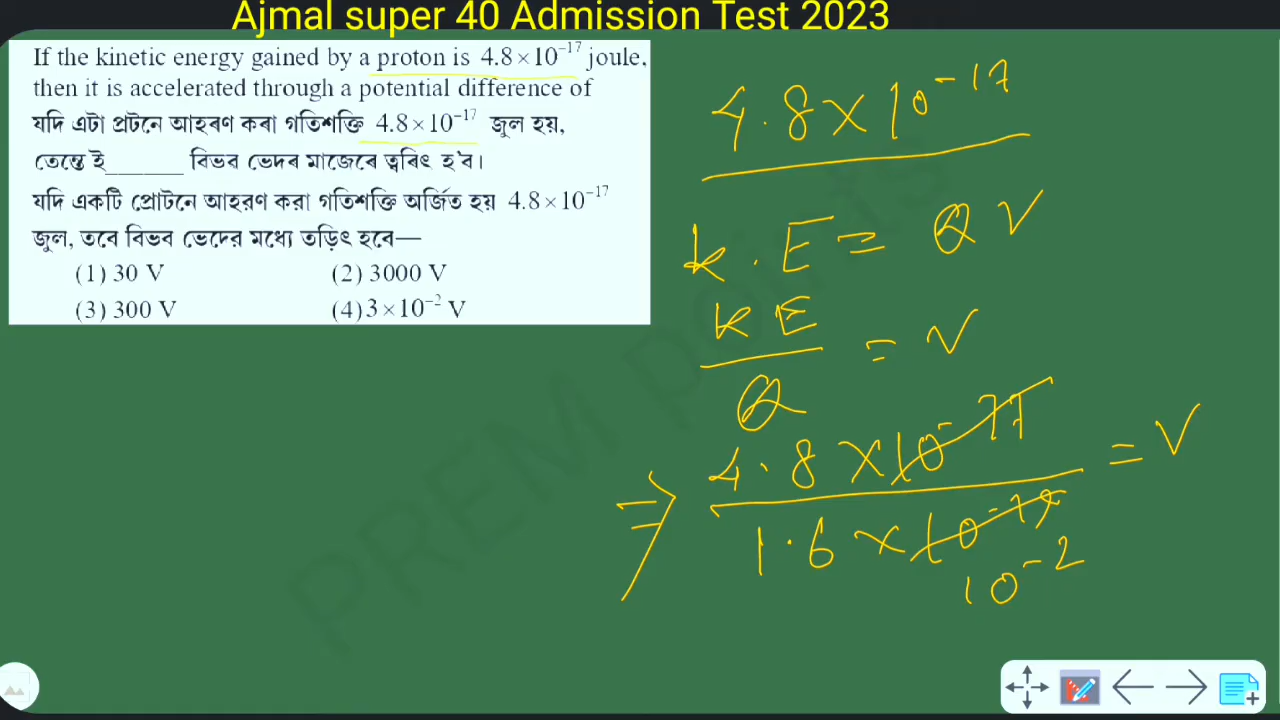 Ajmal super 40 Admission Test 2023
If the kinetic energy gained by a proton is 4.8×10⁻¹⁷ joule,
then it is accelerated through a potential difference of
যদি এটা প্ৰটনে আহৰণ কৰা গতিশক্তি 4.8×10⁻¹⁷ জুল হয়,
তেন্তে ই______ বিভৱ ভেদৰ মাজেৰে ত্বৰিৎ হ'ব।
যদি একটি প্রোটনে আহরণ করা গতিশক্তি অর্জিত হয় 4.8×10⁻¹⁷
জুল, তবে বিভব ভেদের মধ্যে তড়িৎ হবে—
(1) 30 V (2) 3000 V
(3) 300 V (4) 3×10⁻² V
4.8×10⁻¹⁷
K.E = Q V
KE
— = V
Q
⇒ 4.8×10⁻¹⁷
— = V
1.6×10⁻¹⁹
10⁻²
PREM points